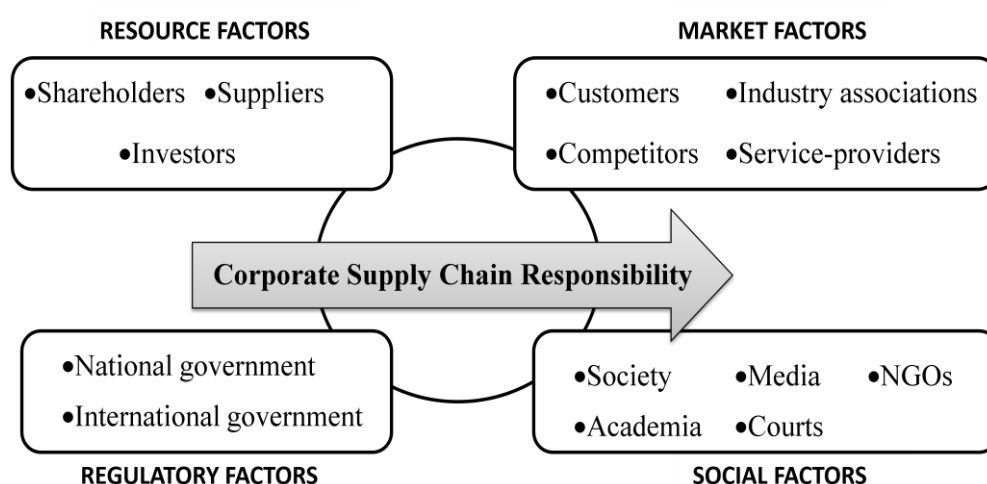 RESOURCE FACTORS
•Shareholders •Suppliers
•Investors
MARKET FACTORS
•Customers •Industry associations
•Competitors •Service-providers
Corporate Supply Chain Responsibility
•National government
•International government
REGULATORY FACTORS
•Society •Media •NGOs
•Academia •Courts
SOCIAL FACTORS